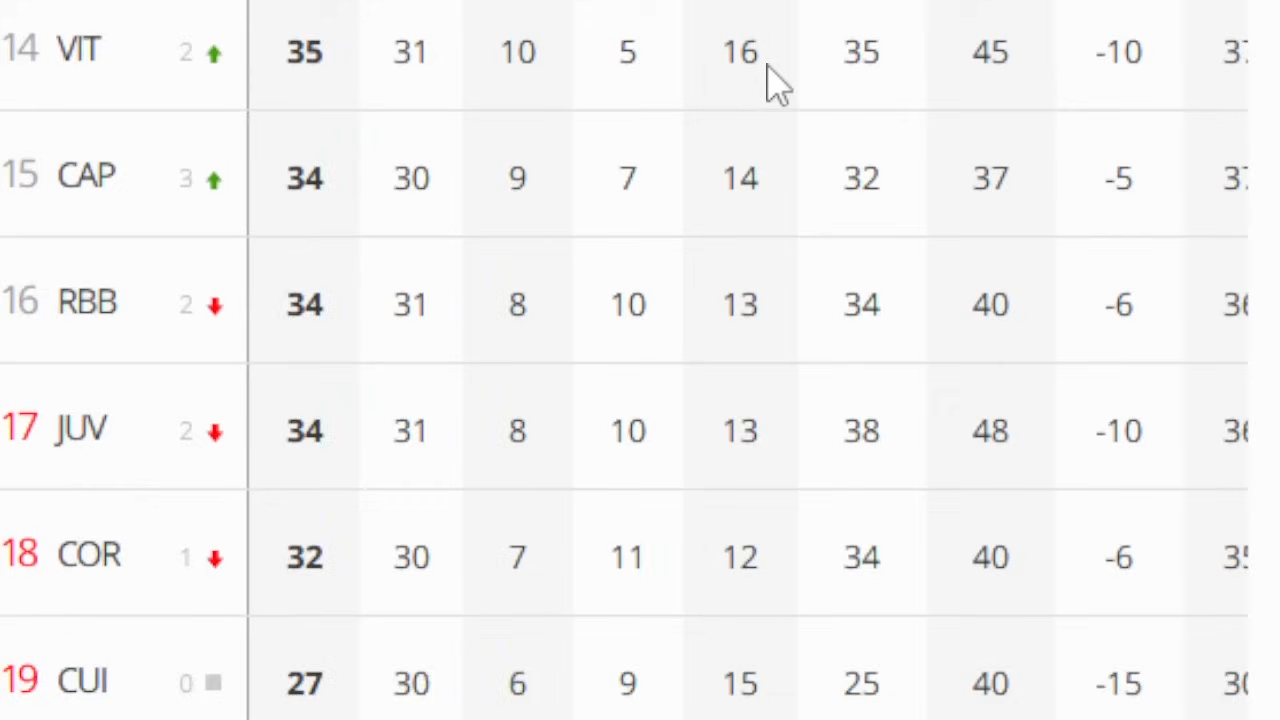 14 VIT 2 35 31 10 5 16 35 45 -10
15 CAP 3 34 30 9 7 14 32 37 -5
16 RBB 2 34 31 8 10 13 34 40 -6
17 JUV 2 34 31 8 10 13 38 48 -10
18 COR 1 32 30 7 11 12 34 40 -6
19 CUI 0 27 30 6 9 15 25 40 -15